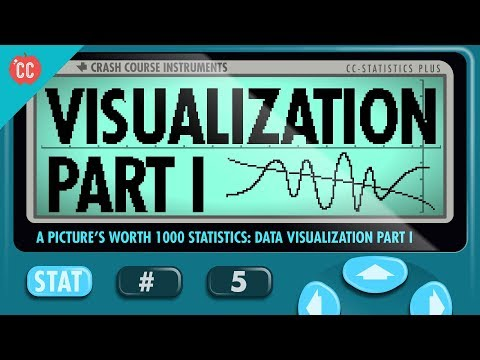 CC
CRASH COURSE INSTRUMENTS
CC-STATISTICS PLUS
VISUALIZATION
PART I
A PICTURE'S WORTH 1000 STATISTICS: DATA VISUALIZATION PART I
STAT
#
5